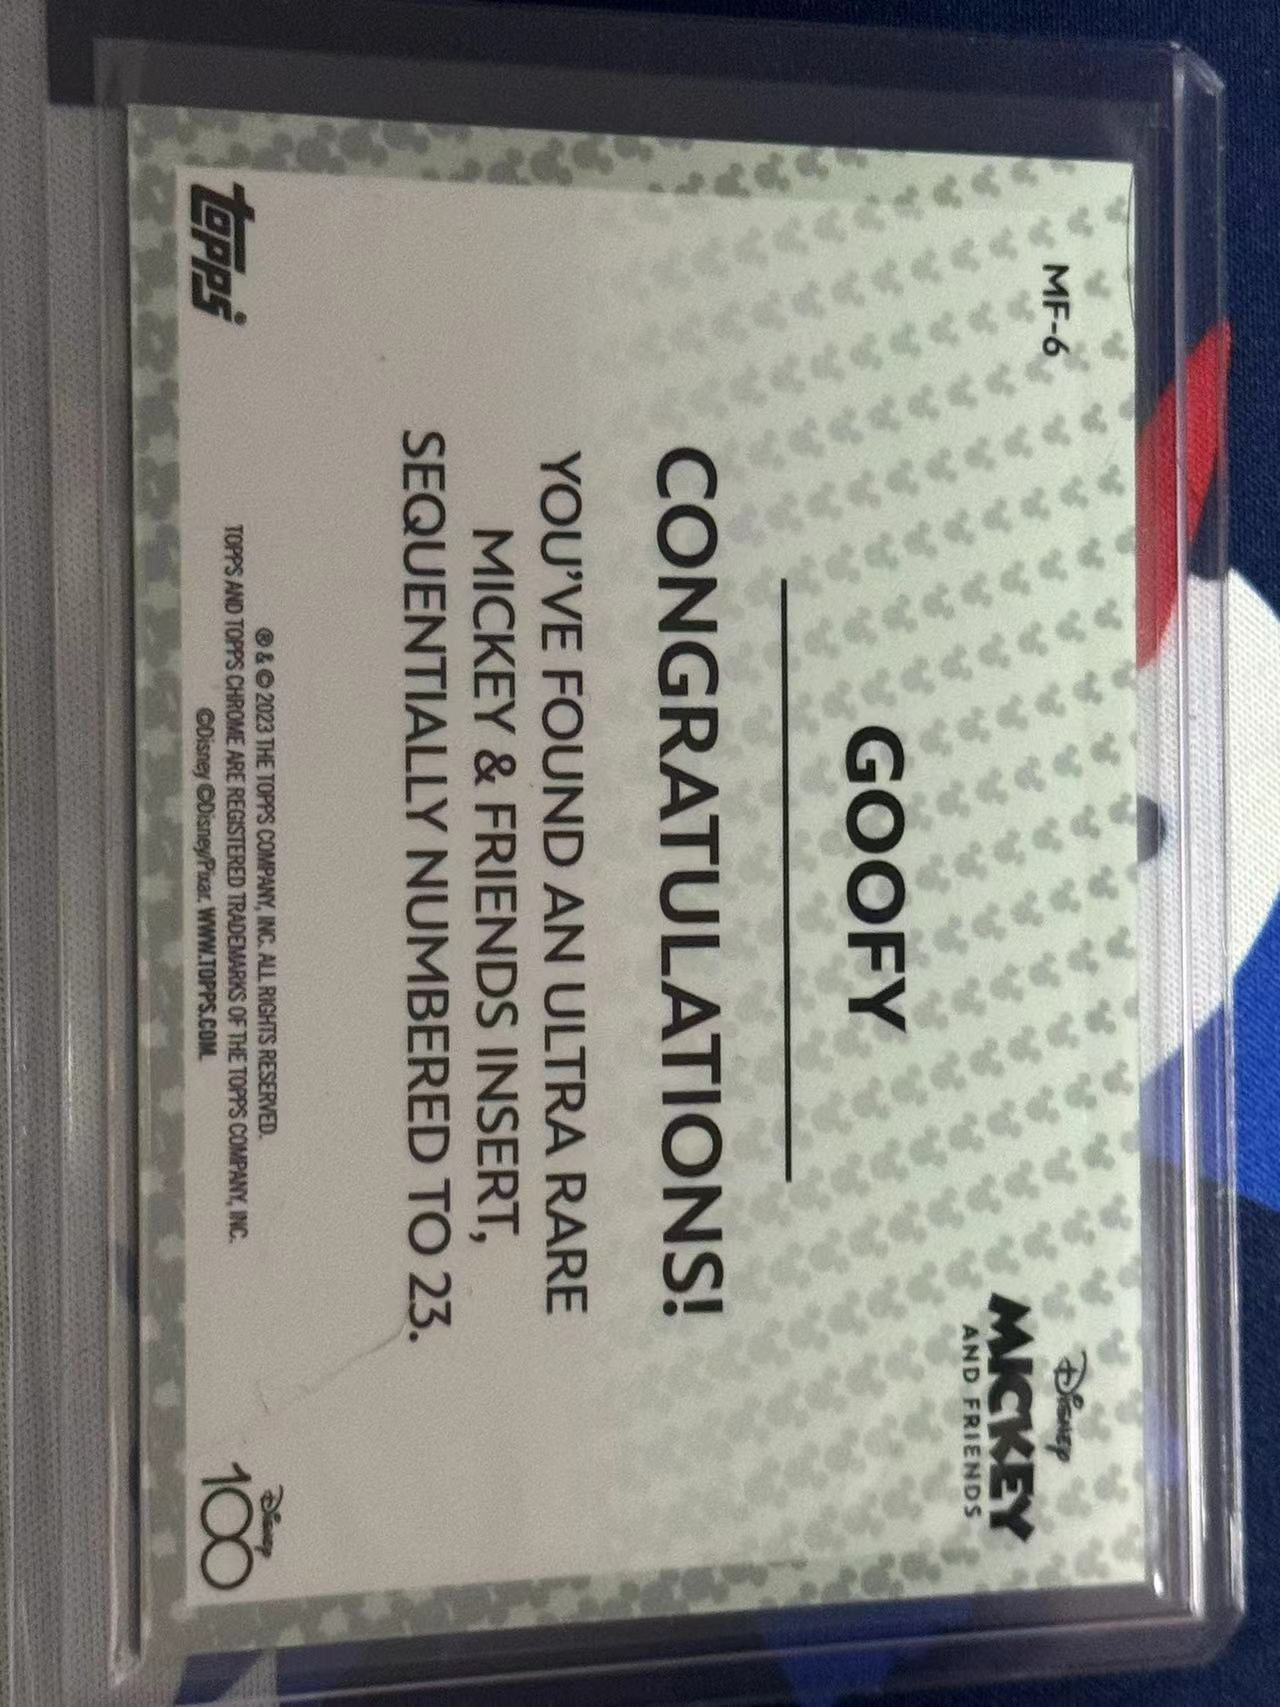 MF-6
Disney
MICKEY
AND FRIENDS
GOOFY
CONGRATULATIONS!
YOU'VE FOUND AN ULTRA RARE
MICKEY & FRIENDS INSERT,
SEQUENTIALLY NUMBERED TO 23.
® & © 2023 THE TOPPS COMPANY, INC. ALL RIGHTS RESERVED.
TOPPS AND TOPPS CHROME ARE REGISTERED TRADEMARKS OF THE TOPPS COMPANY, INC.
©Disney ©Disney/Pixar. WWW.TOPPS.COM.
topps®
Disney
100